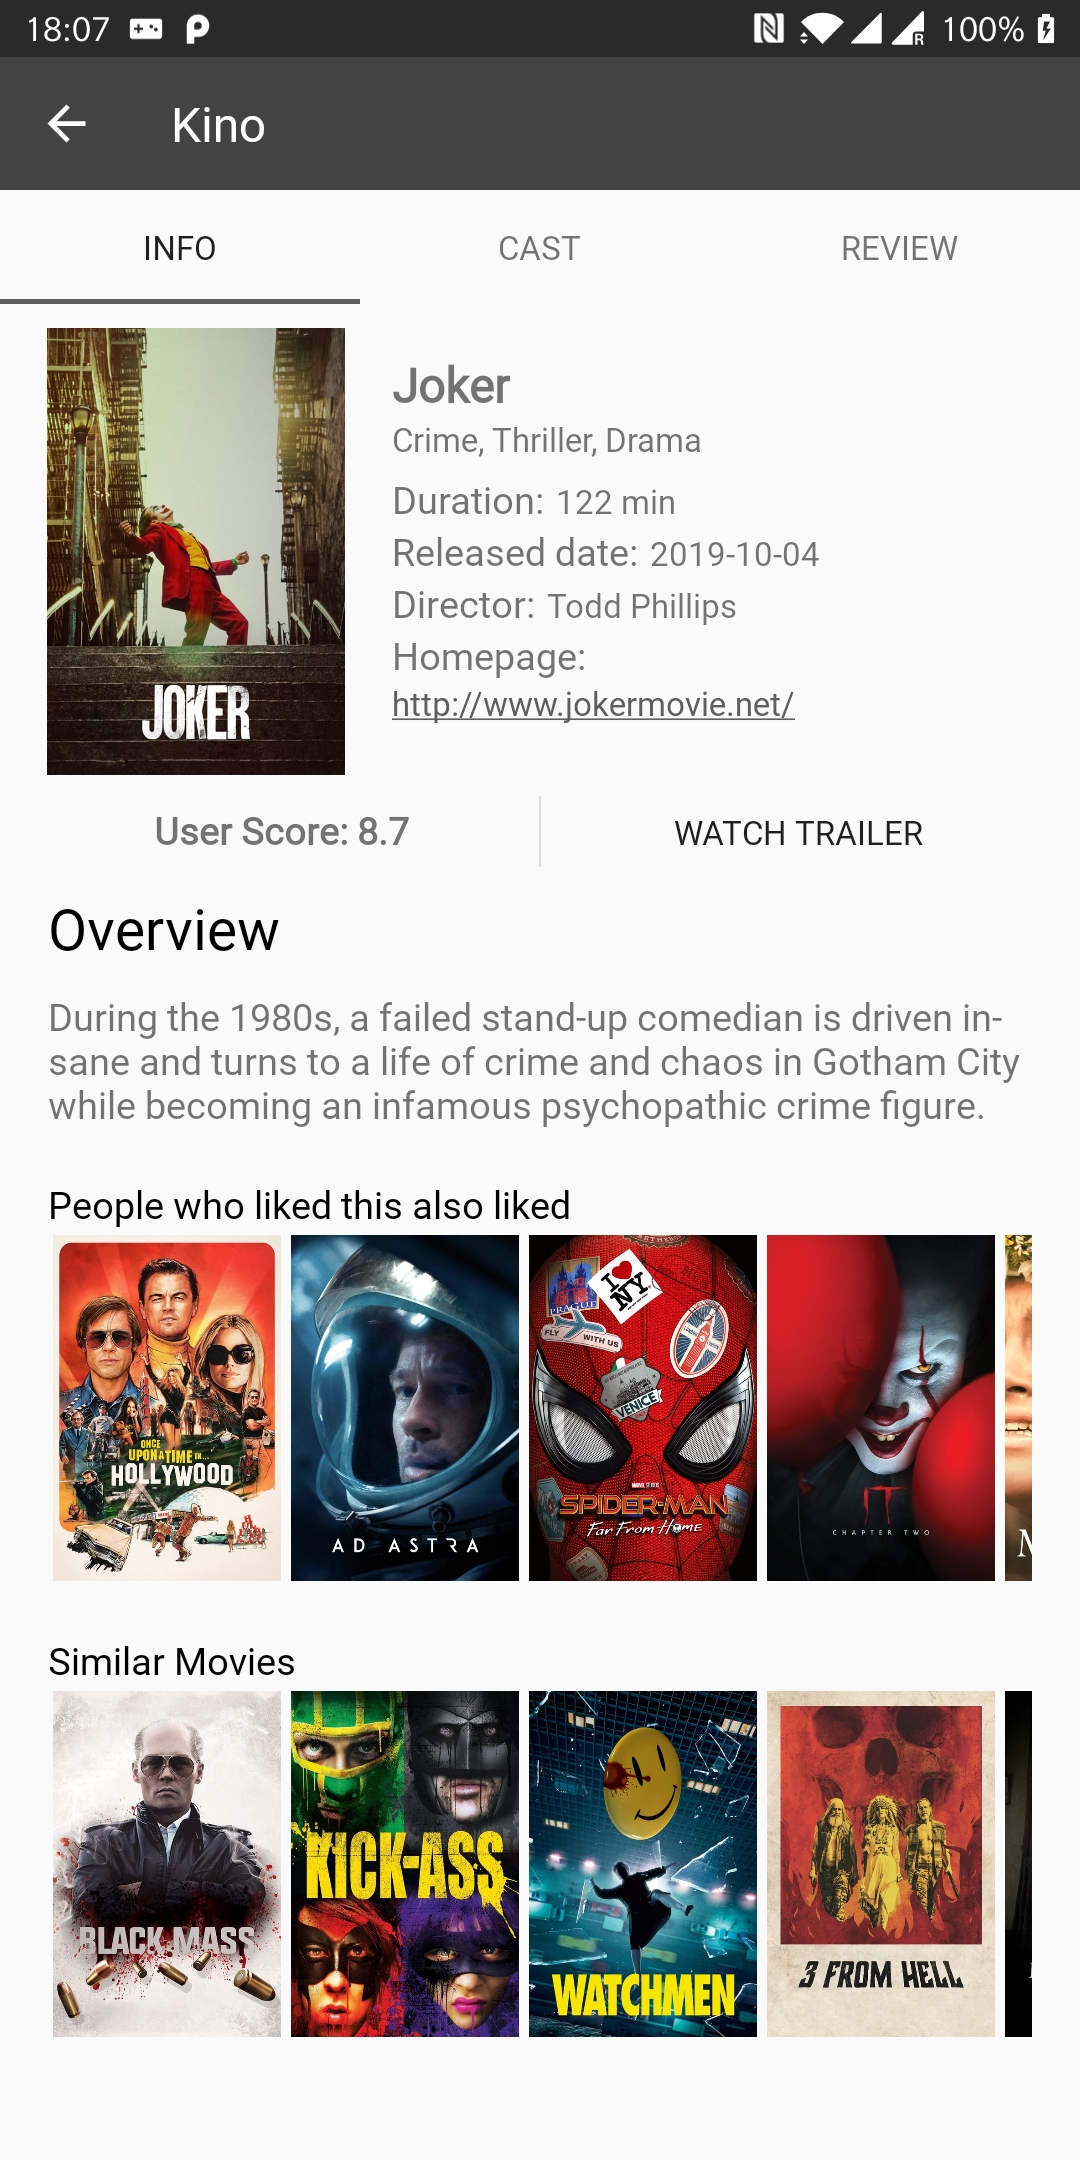 18:07
100%
Kino
INFO CAST REVIEW
JOKER
Joker
Crime, Thriller, Drama
Duration: 122 min
Released date: 2019-10-04
Director: Todd Phillips
Homepage:
http://www.jokermovie.net/
User Score: 8.7
WATCH TRAILER
Overview
During the 1980s, a failed stand-up comedian is driven in-
sane and turns to a life of crime and chaos in Gotham City
while becoming an infamous psychopathic crime figure.
People who liked this also liked
ONCE
UPON A TIME IN...
HOLLYWOOD
AD ASTRA
I NY
PRAGUE
FLY WITH US
VENICE
SPIDER-MAN
Far From Home
IT
CHAPTER TWO
Similar Movies
BLACK MASS
KICK-ASS
WATCHMEN
3 FROM HELL